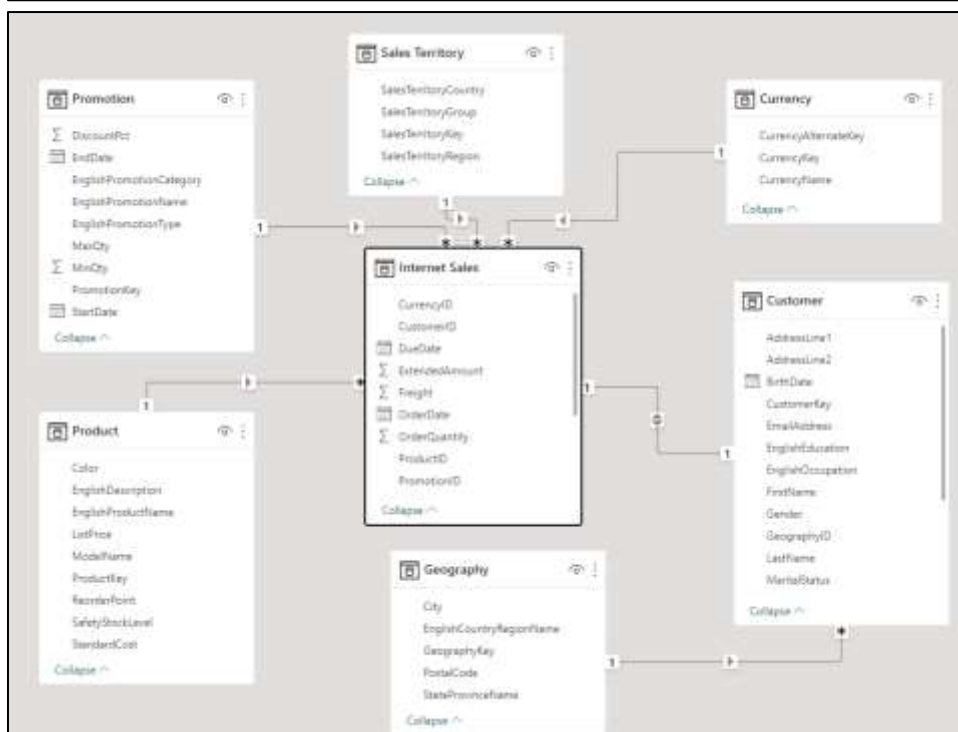 Sales Territory
SalesTerritoryCountry
SalesTerritoryGroup
SalesTerritoryKey
SalesTerritoryRegion
Collapse
Promotion
DiscountPct
EndDate
EnglishPromotionCategory
EnglishPromotionName
EnglishPromotionType
MaxQty
MinQty
PromotionKey
StartDate
Collapse
Currency
CurrencyAlternateKey
CurrencyKey
CurrencyName
Collapse
1
1
1
* * *
Internet Sales
CurrencyID
CustomerID
DueDate
ExtendedAmount
Freight
OrderDate
OrderQuantity
ProductID
PromotionID
Collapse
1
*
1
1
Customer
AddressLine1
AddressLine2
BirthDate
CustomerKey
EmailAddress
EnglishEducation
EnglishOccupation
FirstName
Gender
GeographyID
LastName
MaritalStatus
Collapse
Product
Color
EnglishDescription
EnglishProductName
ListPrice
ModelName
ProductKey
ReorderPoint
SafetyStockLevel
StandardCost
Collapse
Geography
City
EnglishCountryRegionName
GeographyKey
PostalCode
StateProvinceName
Collapse
1
*